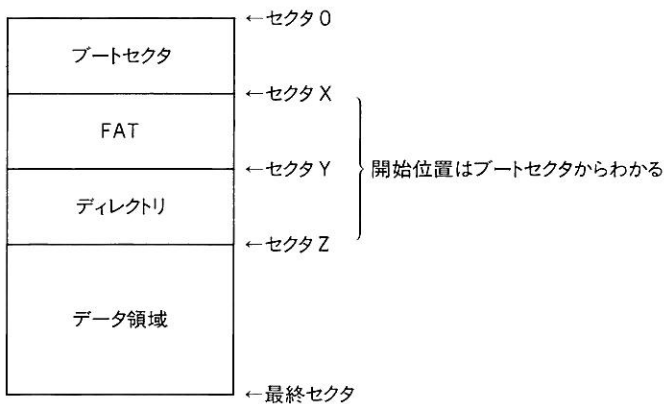 ←セクタ0
ブートセクタ
←セクタX
FAT
←セクタY
開始位置はブートセクタからわかる
ディレクトリ
←セクタZ
データ領域
←最終セクタ